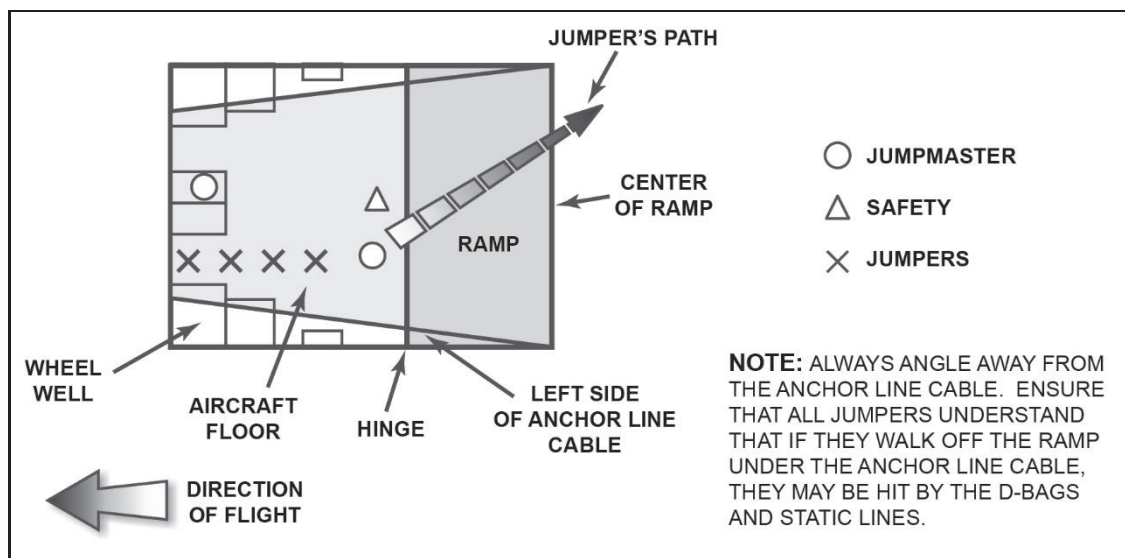 JUMPER'S PATH
JUMPMASTER
SAFETY
JUMPERS
CENTER
OF RAMP
RAMP
WHEEL
WELL
AIRCRAFT
FLOOR
HINGE
LEFT SIDE
OF ANCHOR LINE
CABLE
DIRECTION
OF FLIGHT
NOTE: ALWAYS ANGLE AWAY FROM
THE ANCHOR LINE CABLE. ENSURE
THAT ALL JUMPERS UNDERSTAND
THAT IF THEY WALK OFF THE RAMP
UNDER THE ANCHOR LINE CABLE,
THEY MAY BE HIT BY THE D-BAGS
AND STATIC LINES.